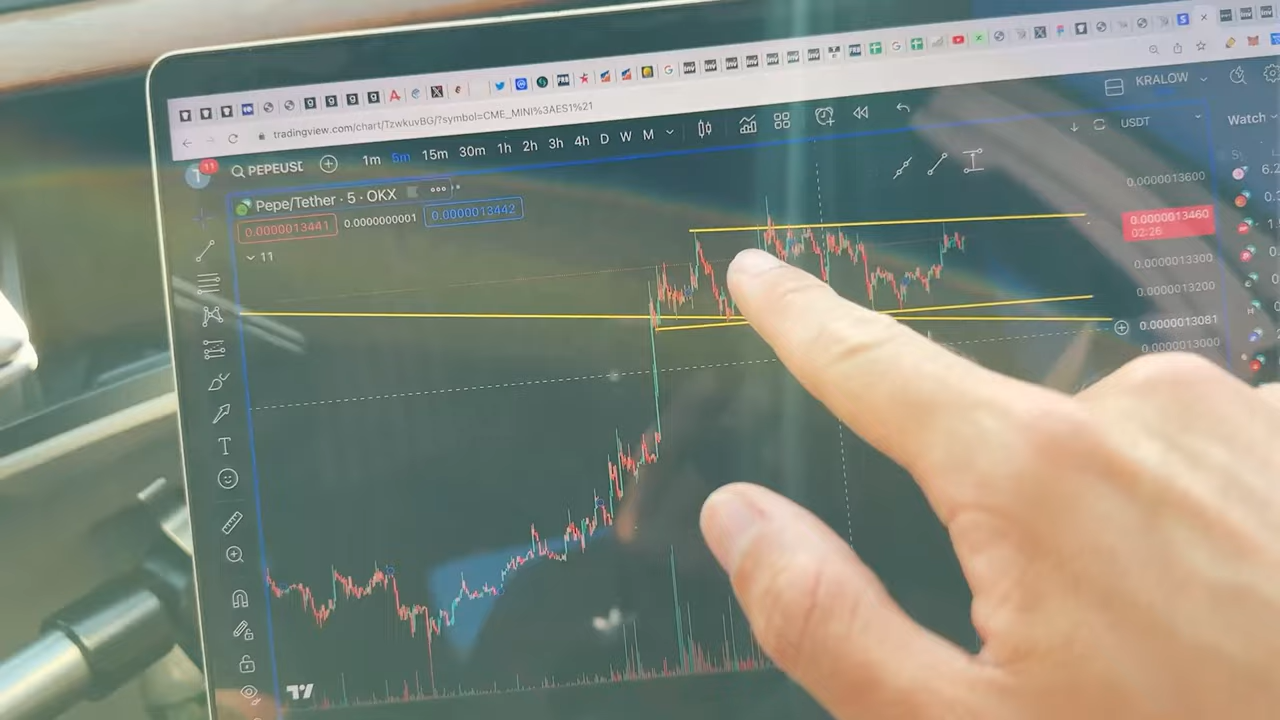 tradingview.com/chart/TzwkuvBG/?symbol=CME_MINI%3AES1%21
11
PEPEUST
1m 5m 15m 30m 1h 2h 3h 4h D W M
KRALOW
Pepe/Tether · 5 · OKX
USDT
Watch
0.0000013441 0.0000000001 0.0000013442
11
0.0000013600
0.0000013460
02:26
0.0000013300
0.0000013200
0.0000013081
0.0000013000
T